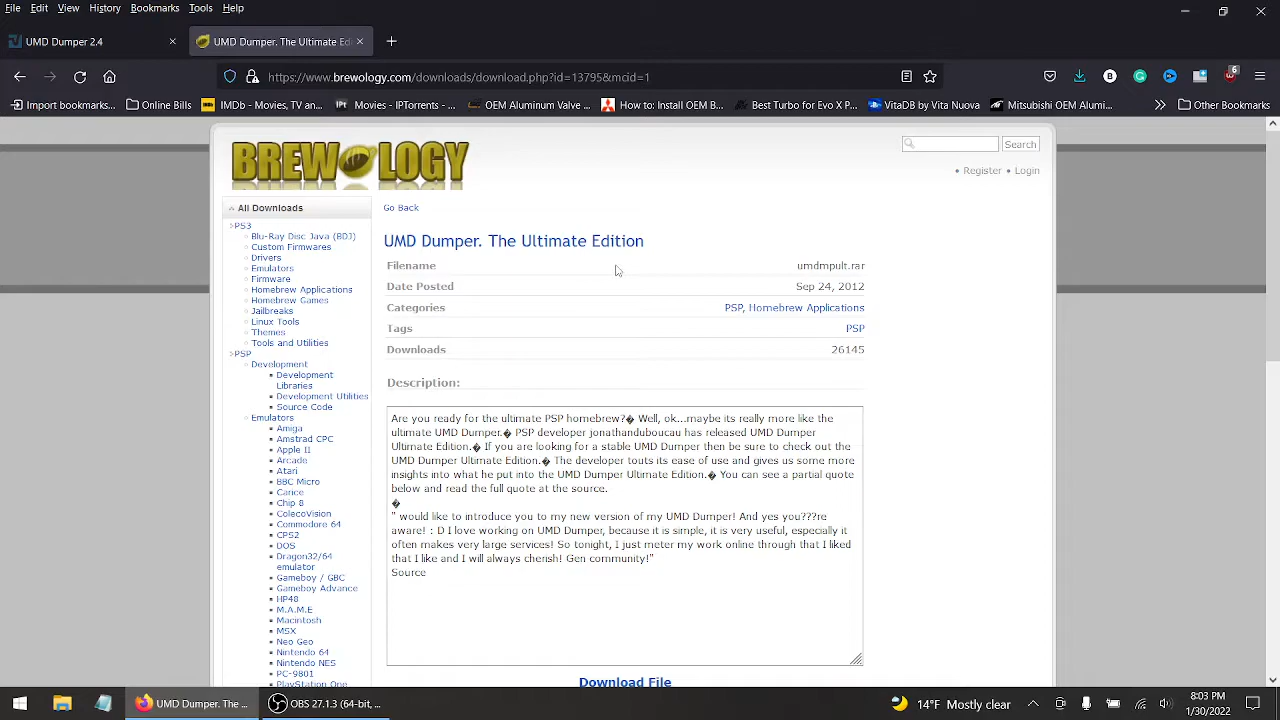 File Edit View History Bookmarks Tools Help
UMD Dumper 2.4
UMD Dumper. The Ultimate Edi
https://www.brewology.com/downloads/download.php?id=13795&mcid=1
6
Import bookmarks...
Online Bills
IMDb
IMDD - Movies, TV an...
IPt
Movies - IPTorrents - ...
OEM Aluminum Valve ...
How to: Install OEM B...
Best Turbo for Evo X P...
VitaDB by Vita Nuova
Mitsubishi OEM Alumi...
Other Bookmarks
BREWOLOGY
Search
• Register • Login
All Downloads
PS3
Blu-Ray Disc Java (BDJ)
Custom Firmwares
Drivers
Emulators
Firmware
Homebrew Applications
Homebrew Games
Jailbreaks
Linux Tools
Themes
Tools and Utilities
PSP
Development
Development
Libraries
Development Utilities
Source Code
Emulators
Amiga
Amstrad CPC
Apple II
Arcade
Atari
BBC Micro
Carice
Chip 8
ColecoVision
Commodore 64
CPS2
DOS
Dragon32/64
emulator
Gameboy / GBC
Gameboy Advance
HP48
M.A.M.E
Macintosh
MSX
Neo Geo
Nintendo 64
Nintendo NES
PC-9801
PlayStation One
Go Back
UMD Dumper. The Ultimate Edition
Filename umdmpult.rar
Date Posted Sep 24, 2012
Categories PSP, Homebrew Applications
Tags PSP
Downloads 26145
Description:
Are you ready for the ultimate PSP homebrew?� Well, ok...maybe its really more like the
ultimate UMD Dumper.� PSP developer jonathanduboucau has released UMD Dumper
Ultimate Edition.� If you are looking for a stable UMD Dumper then be sure to check out the
UMD Dumper Ultimate Edition.� The developer touts its ease of use and gives us some more
insights into what he put into the UMD Dumper Ultimate Edition.� You can see a partial quote
below and read the full quote at the source.
�
" would like to introduce you to my new version of my UMD Dumper! And yes you???re
aware! : D I love working on UMD Dumper, because it is simple, it is very useful, especially it
often makes very large services! So tonight, I just meter my work online through that I liked
that I like and I will always cherish! Gen community!"
Source
Download File
UMD Dumper. The ...
OBS 27.1.3 (64-bit, ...
14°F Mostly clear
8:03 PM
1/30/2022